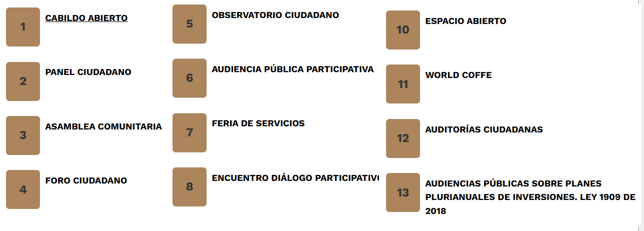 1
CABILDO ABIERTO
2
PANEL CIUDADANO
3
ASAMBLEA COMUNITARIA
4
FORO CIUDADANO
5
OBSERVATORIO CIUDADANO
6
AUDIENCIA PÚBLICA PARTICIPATIVA
7
FERIA DE SERVICIOS
8
ENCUENTRO DIÁLOGO PARTICIPATIV
10
ESPACIO ABIERTO
11
WORLD COFFE
12
AUDITORÍAS CIUDADANAS
13
AUDIENCIAS PÚBLICAS SOBRE PLANES
PLURIANUALES DE INVERSIONES. LEY 1909 DE
2018